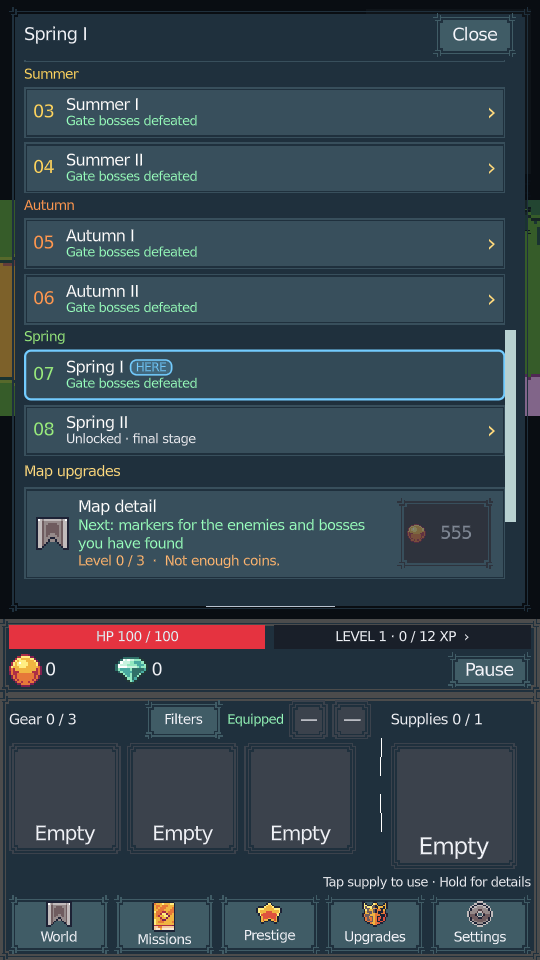 Spring I
Close
Summer
03
Summer I
Gate bosses defeated
›
04
Summer II
Gate bosses defeated
›
Autumn
05
Autumn I
Gate bosses defeated
›
06
Autumn II
Gate bosses defeated
›
Spring
07
Spring I HERE
Gate bosses defeated
08
Spring II
Unlocked · final stage
›
Map upgrades
Map detail
Next: markers for the enemies and bosses
you have found
Level 0 / 3 · Not enough coins.
555
HP 100 / 100
LEVEL 1 · 0 / 12 XP ›
0
0
Pause
Gear 0 / 3
Filters
Equipped
—
—
Supplies 0 / 1
Empty
Empty
Empty
Empty
Tap supply to use · Hold for details
World
Missions
Prestige
Upgrades
Settings